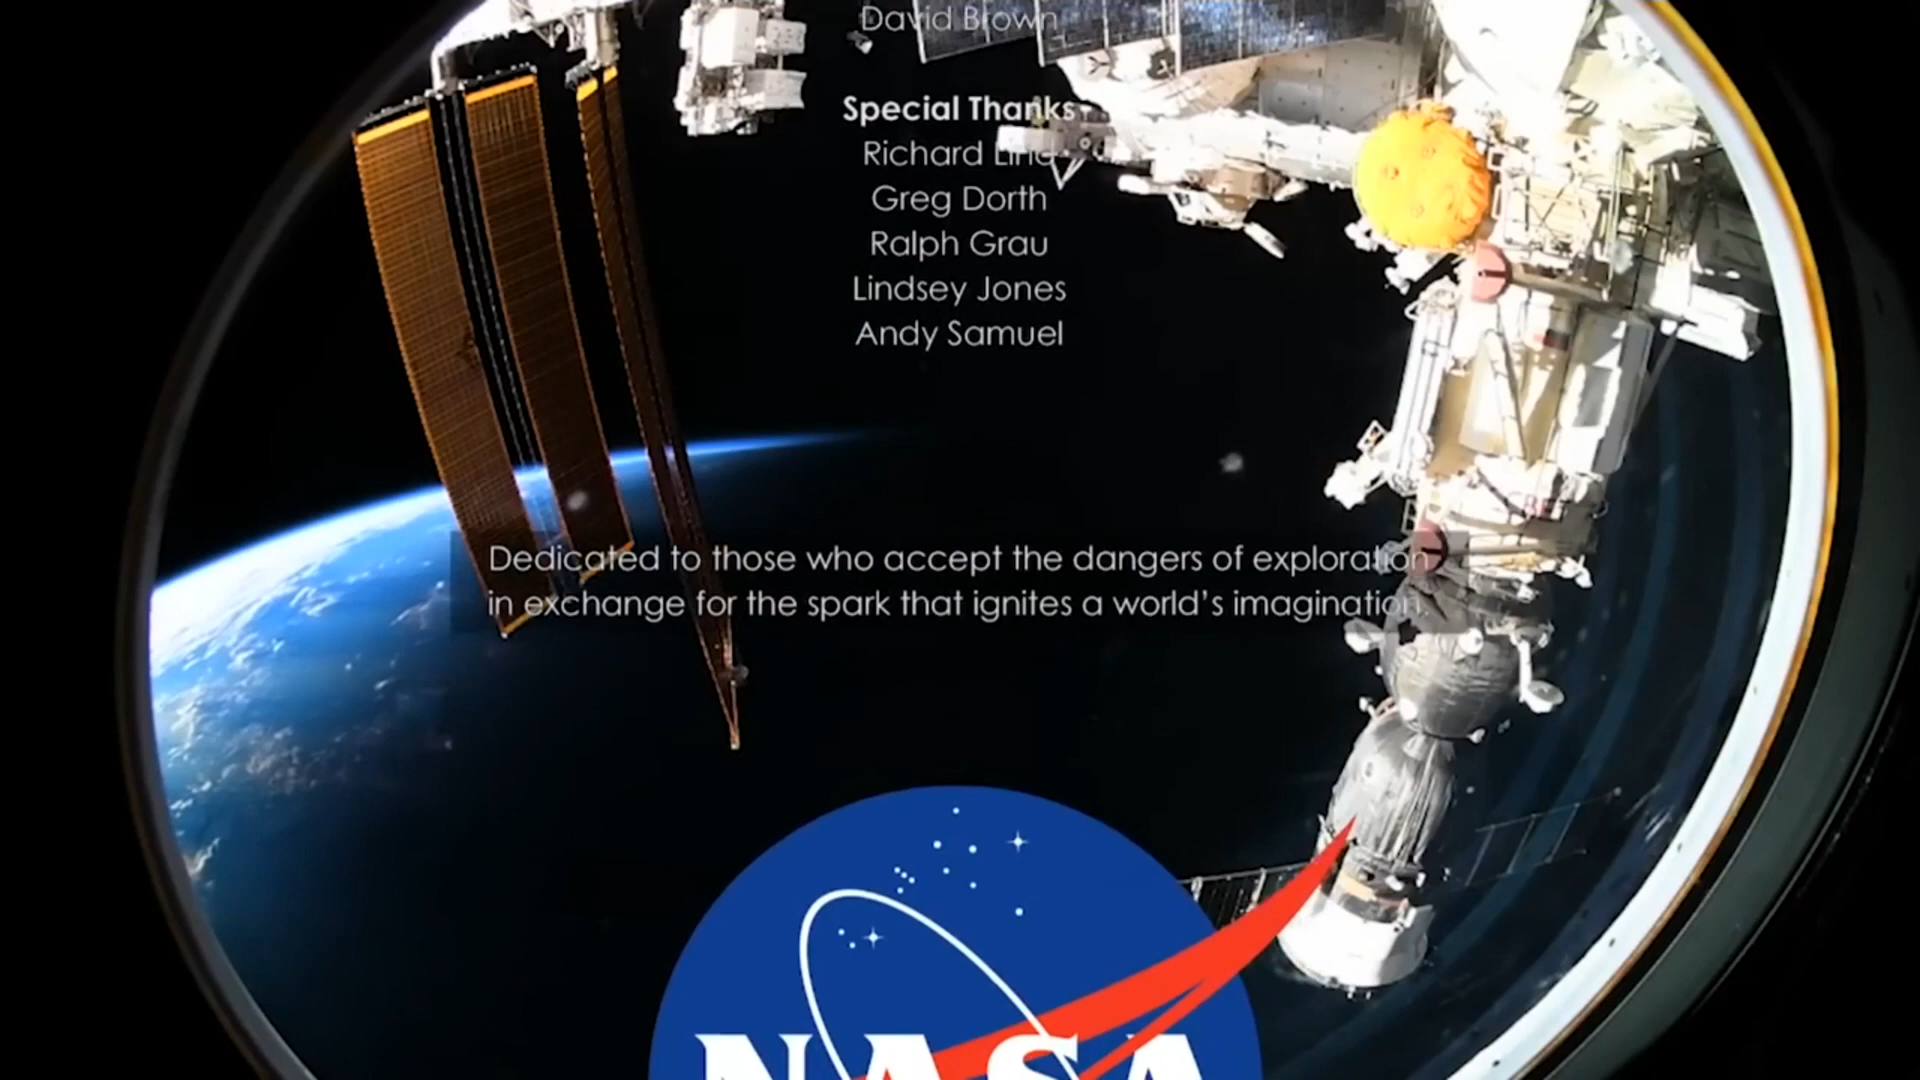 David Brown
Special Thanks
Richard Lind
Greg Dorth
Ralph Grau
Lindsey Jones
Andy Samuel
Dedicated to those who accept the dangers of exploration
in exchange for the spark that ignites a world's imagination.
NASA